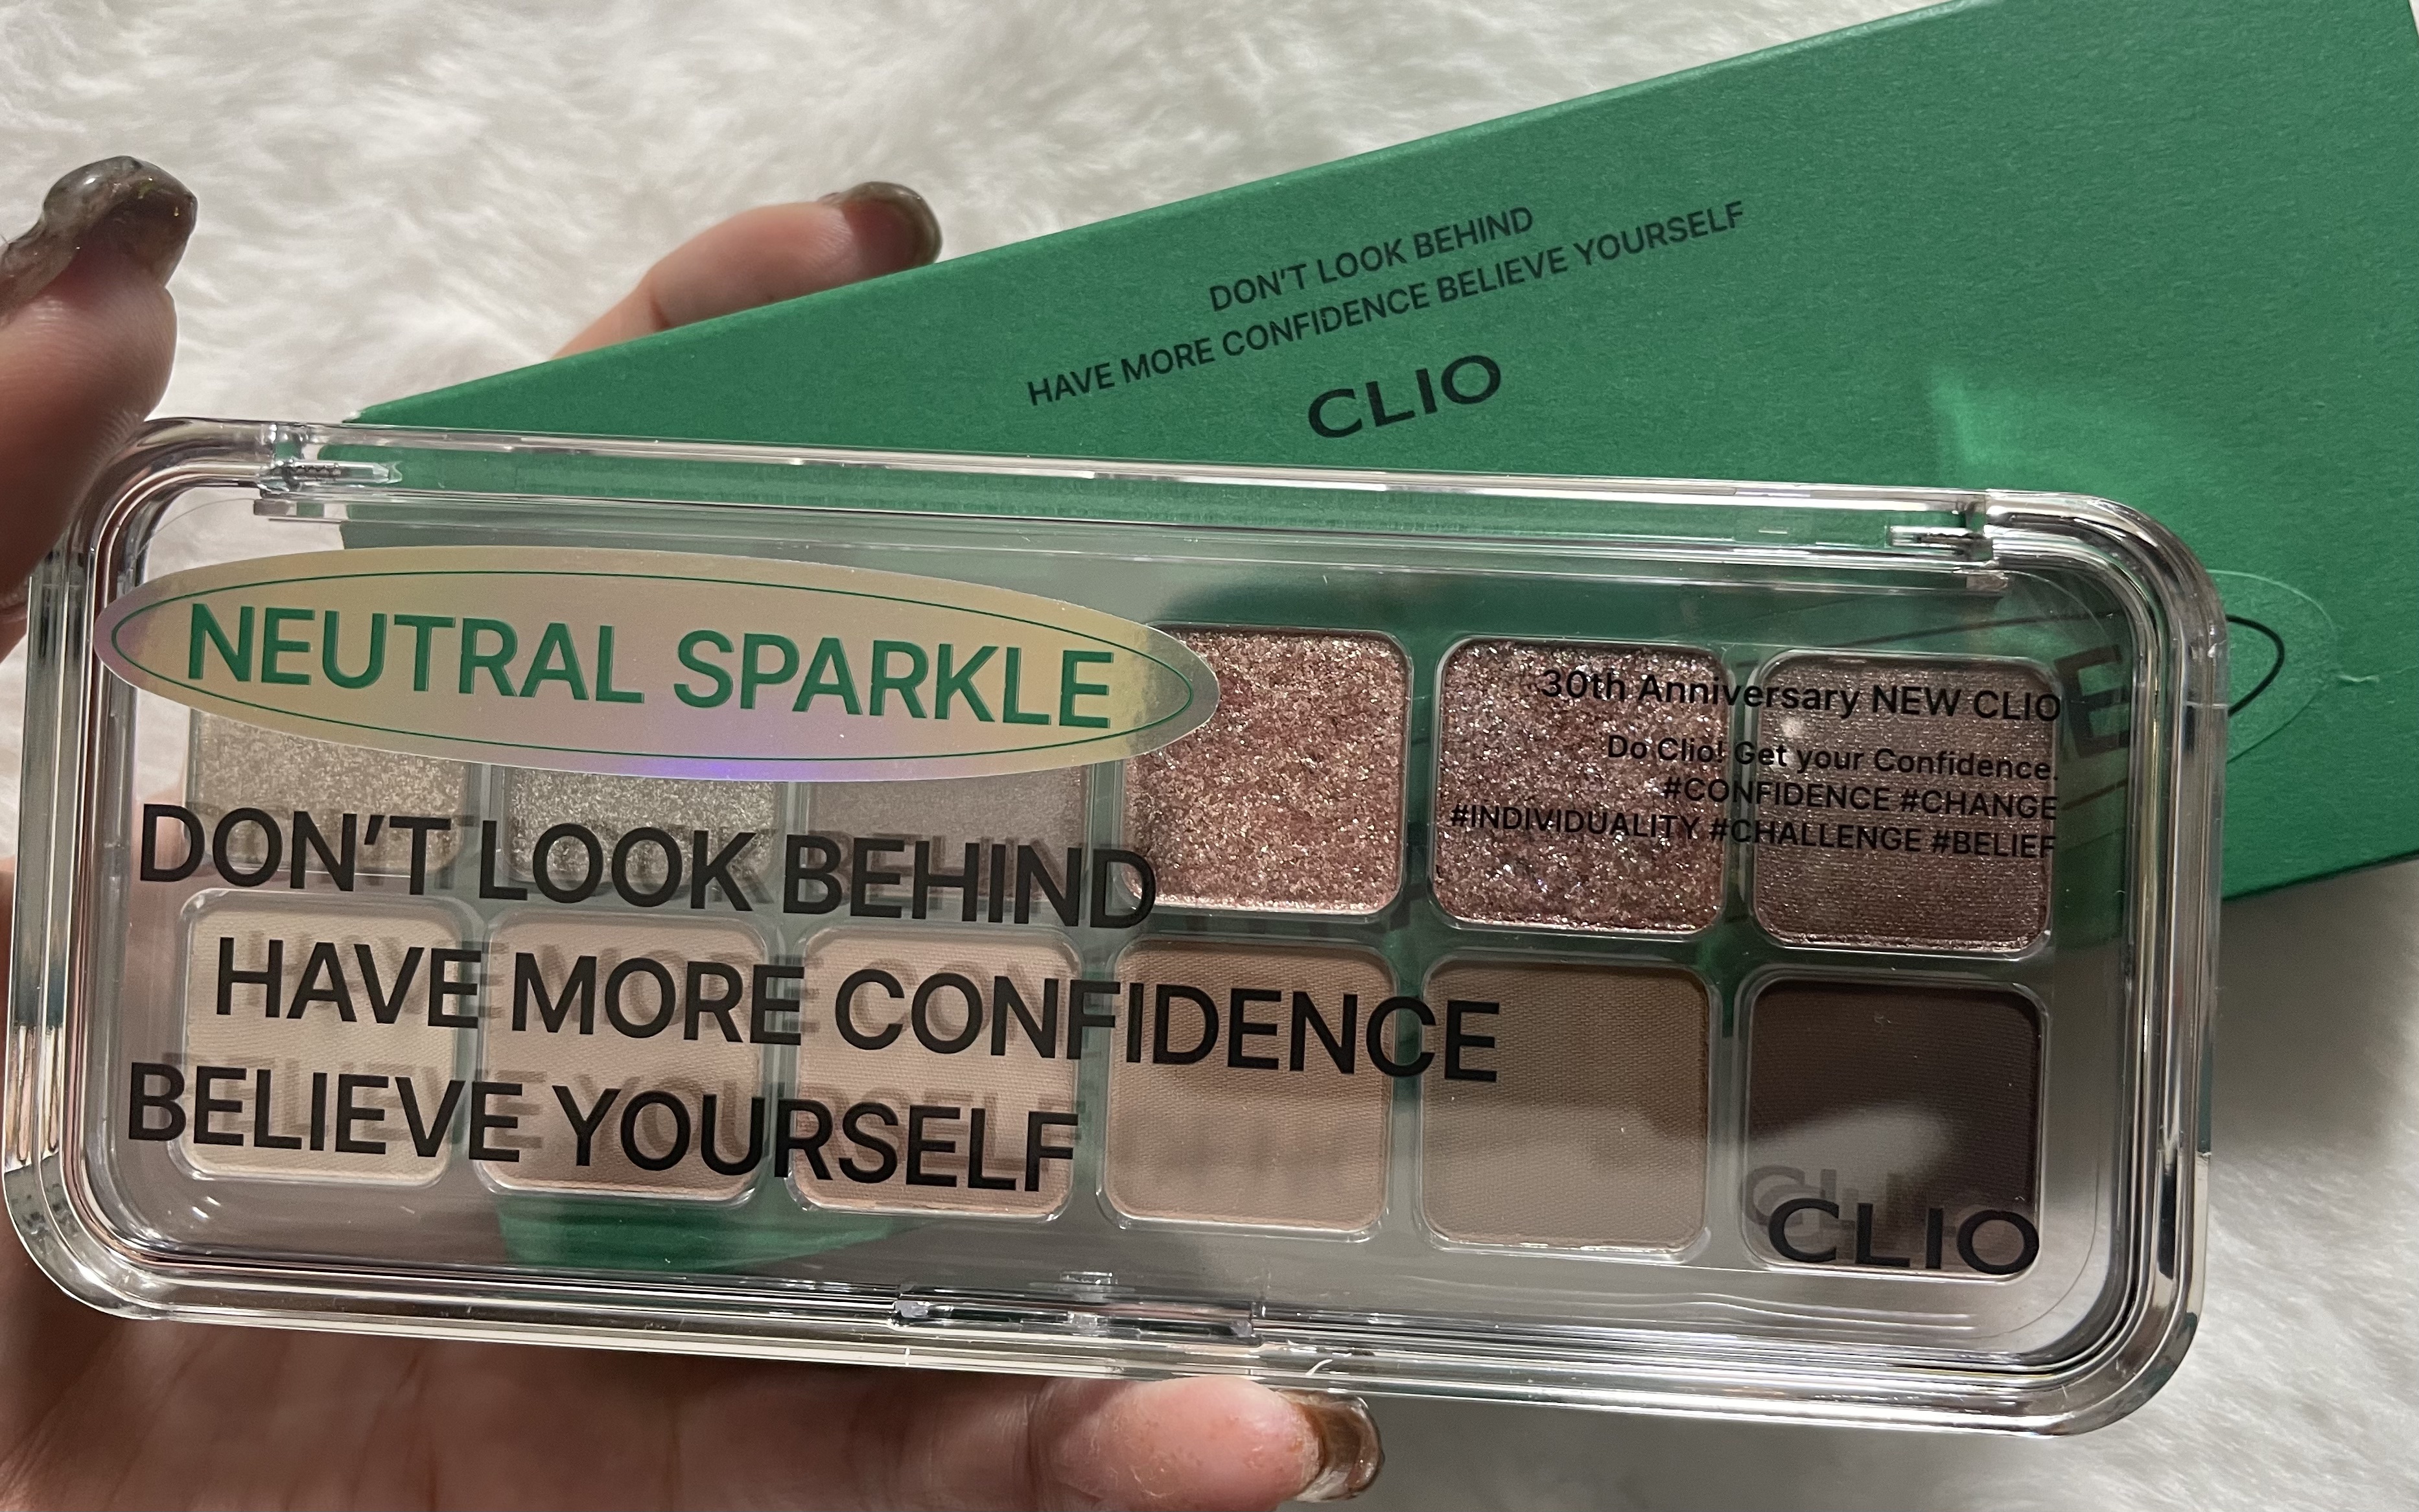 DON'T LOOK BEHIND
HAVE MORE CONFIDENCE BELIEVE YOURSELF
CLIO
NEUTRAL SPARKLE
30th Anniversary NEW CLIO
Do Clio! Get your Confidence.
#CONFIDENCE #CHANGE
#INDIVIDUALITY #CHALLENGE #BELIEF
DON'T LOOK BEHIND
HAVE MORE CONFIDENCE
BELIEVE YOURSELF
CLIO